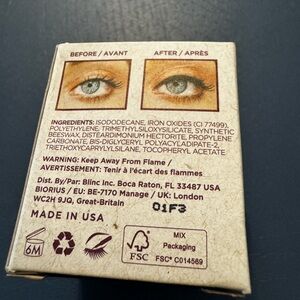 BEFORE / AVANT
AFTER / APRÈS
INGREDIENTS: ISODODECANE, IRON OXIDES (CI 77499),
POLYETHYLENE, TRIMETHYLSILOXYSILICATE, SYNTHETIC
BEESWAX, DISTEARDIMONIUM HECTORITE, PROPYLENE
CARBONATE, BIS-DIGLYCERYL POLYACYLADIPATE-2,
TRIETHOXYCAPRYLYLSILANE, TOCOPHERYL ACETATE
WARNING: Keep Away From Flame /
AVERTISSEMENT: Tenir à l'écart des flammes
Dist. By/Par: Blinc Inc. Boca Raton, FL 33487 USA
BIORIUS / EU: BE-7170 Manage / UK: London
WC2H 9JQ, Great-Britain
01F3
MADE IN USA
6M
FSC
MIX
Packaging
FSC® C014569